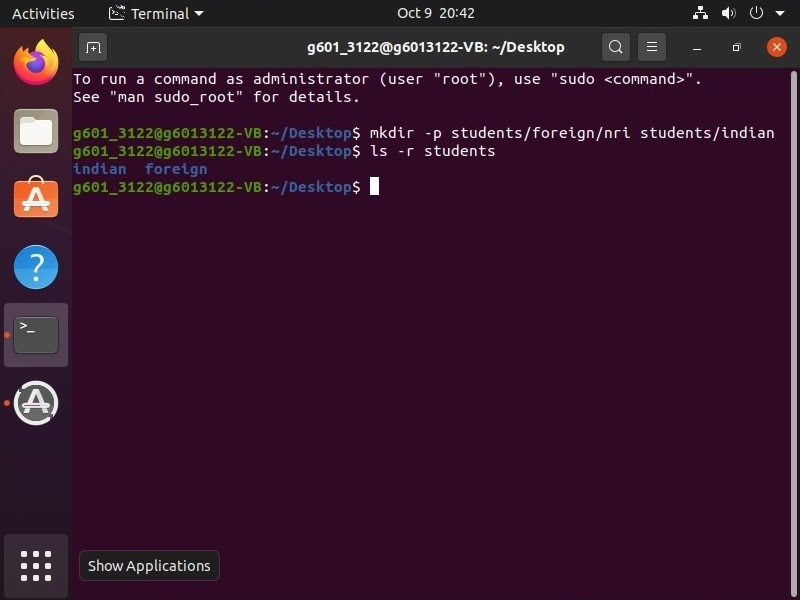 Activities Terminal Oct 9 20:42
g601_3122@g6013122-VB: ~/Desktop
To run a command as administrator (user "root"), use "sudo <command>".
See "man sudo_root" for details.
g601_3122@g6013122-VB:~/Desktop$ mkdir -p students/foreign/nri students/indian
g601_3122@g6013122-VB:~/Desktop$ ls -r students
indian foreign
g601_3122@g6013122-VB:~/Desktop$
Show Applications